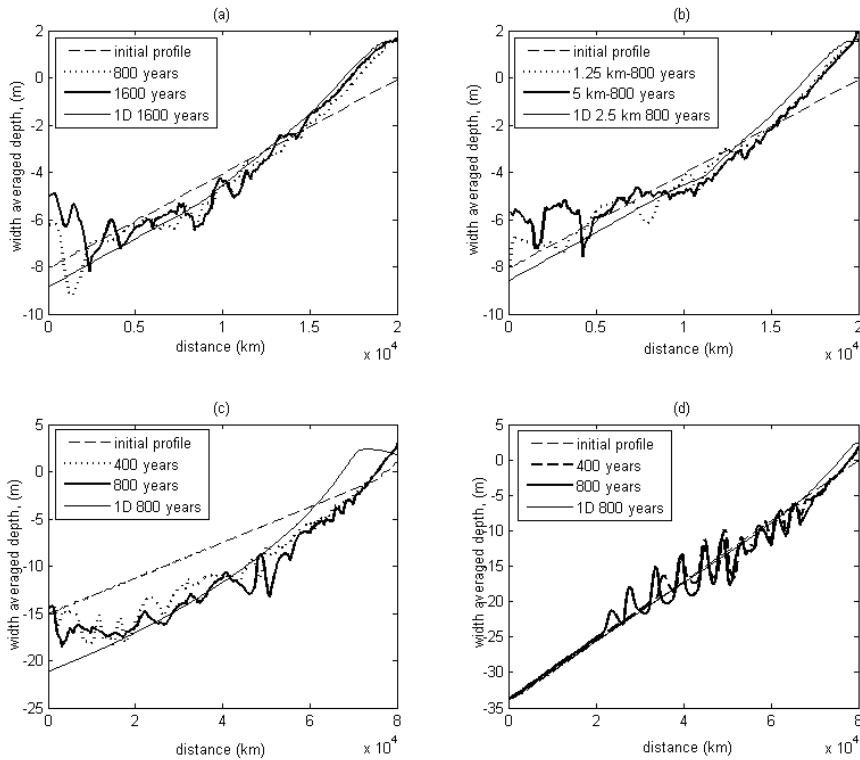 (a)
2
0
-2
-4
-6
-8
-10
width averaged depth, (m)
initial profile
800 years
1600 years
1D 1600 years
0
0.5
1
1.5
2
distance (km)
x 10^4
(b)
2
0
-2
-4
-6
-8
-10
width averaged depth, (m)
initial profile
1.25 km-800 years
5 km-800 years
1D 2.5 km 800 years
0
0.5
1
1.5
2
distance (km)
x 10^4
(c)
5
0
-5
-10
-15
-20
-25
width averaged depth, (m)
initial profile
400 years
800 years
1D 800 years
0
2
4
6
8
distance (km)
x 10^4
(d)
5
0
-5
-10
-15
-20
-25
-30
-35
width averaged depth, (m)
initial profile
400 years
800 years
1D 800 years
0
2
4
6
8
distance (km)
x 10^4